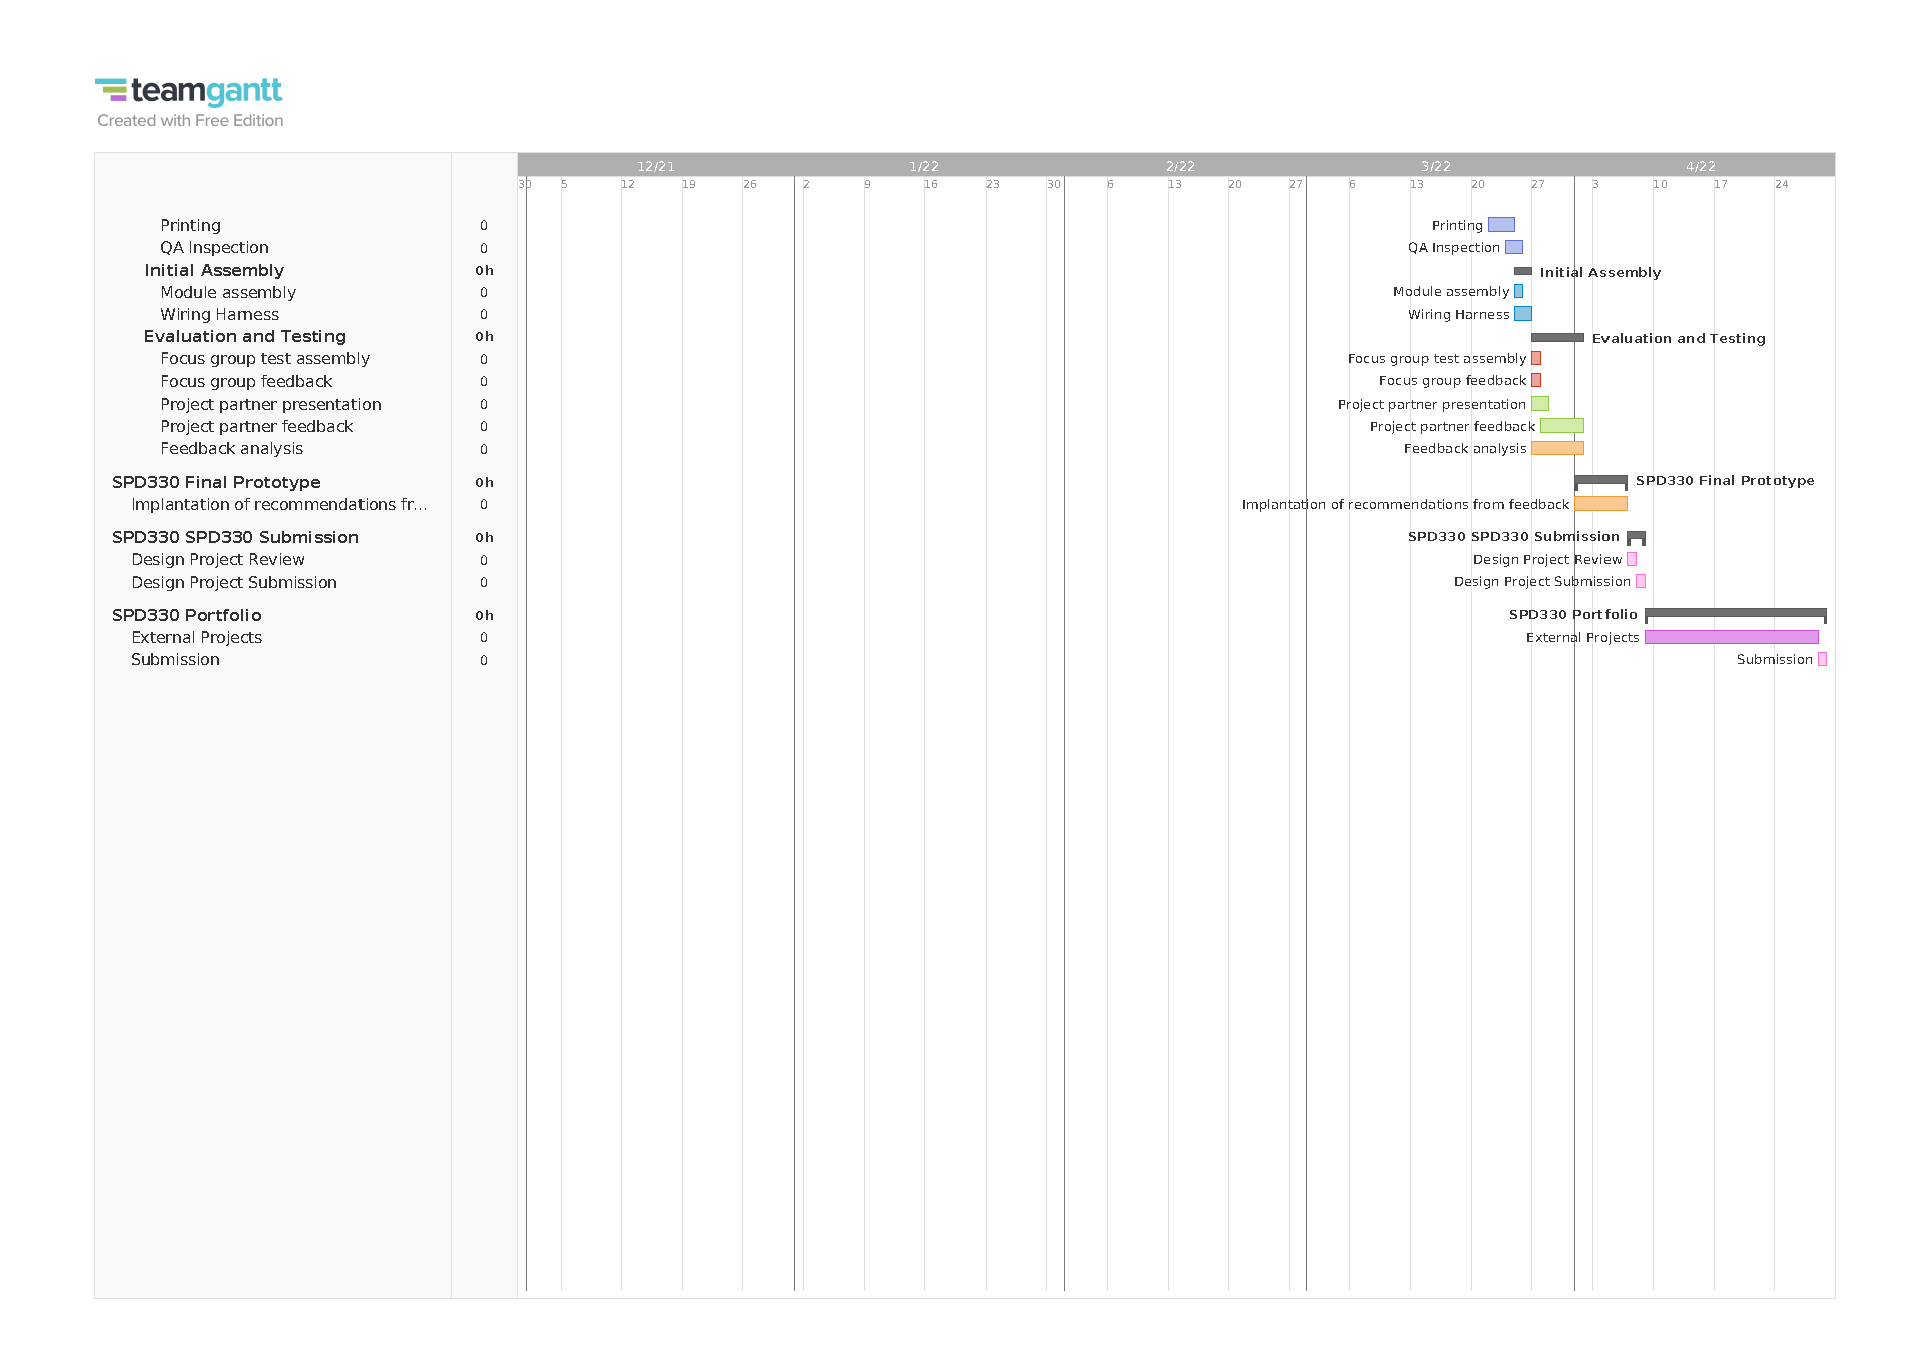 teamgantt
Created with Free Edition
12/21 1/22 2/22 3/22 4/22
30 5 12 19 26 2 9 16 23 30 6 13 20 27 6 13 20 27 3 10 17 24
Printing 0 Printing
QA Inspection 0 QA Inspection
Initial Assembly 0h Initial Assembly
Module assembly 0 Module assembly
Wiring Harness 0 Wiring Harness
Evaluation and Testing 0h Evaluation and Testing
Focus group test assembly 0 Focus group test assembly
Focus group feedback 0 Focus group feedback
Project partner presentation 0 Project partner presentation
Project partner feedback 0 Project partner feedback
Feedback analysis 0 Feedback analysis
SPD330 Final Prototype 0h SPD330 Final Prototype
Implantation of recommendations fr... 0 Implantation of recommendations from feedback
SPD330 SPD330 Submission 0h SPD330 SPD330 Submission
Design Project Review 0 Design Project Review
Design Project Submission 0 Design Project Submission
SPD330 Portfolio 0h SPD330 Portfolio
External Projects 0 External Projects
Submission 0 Submission